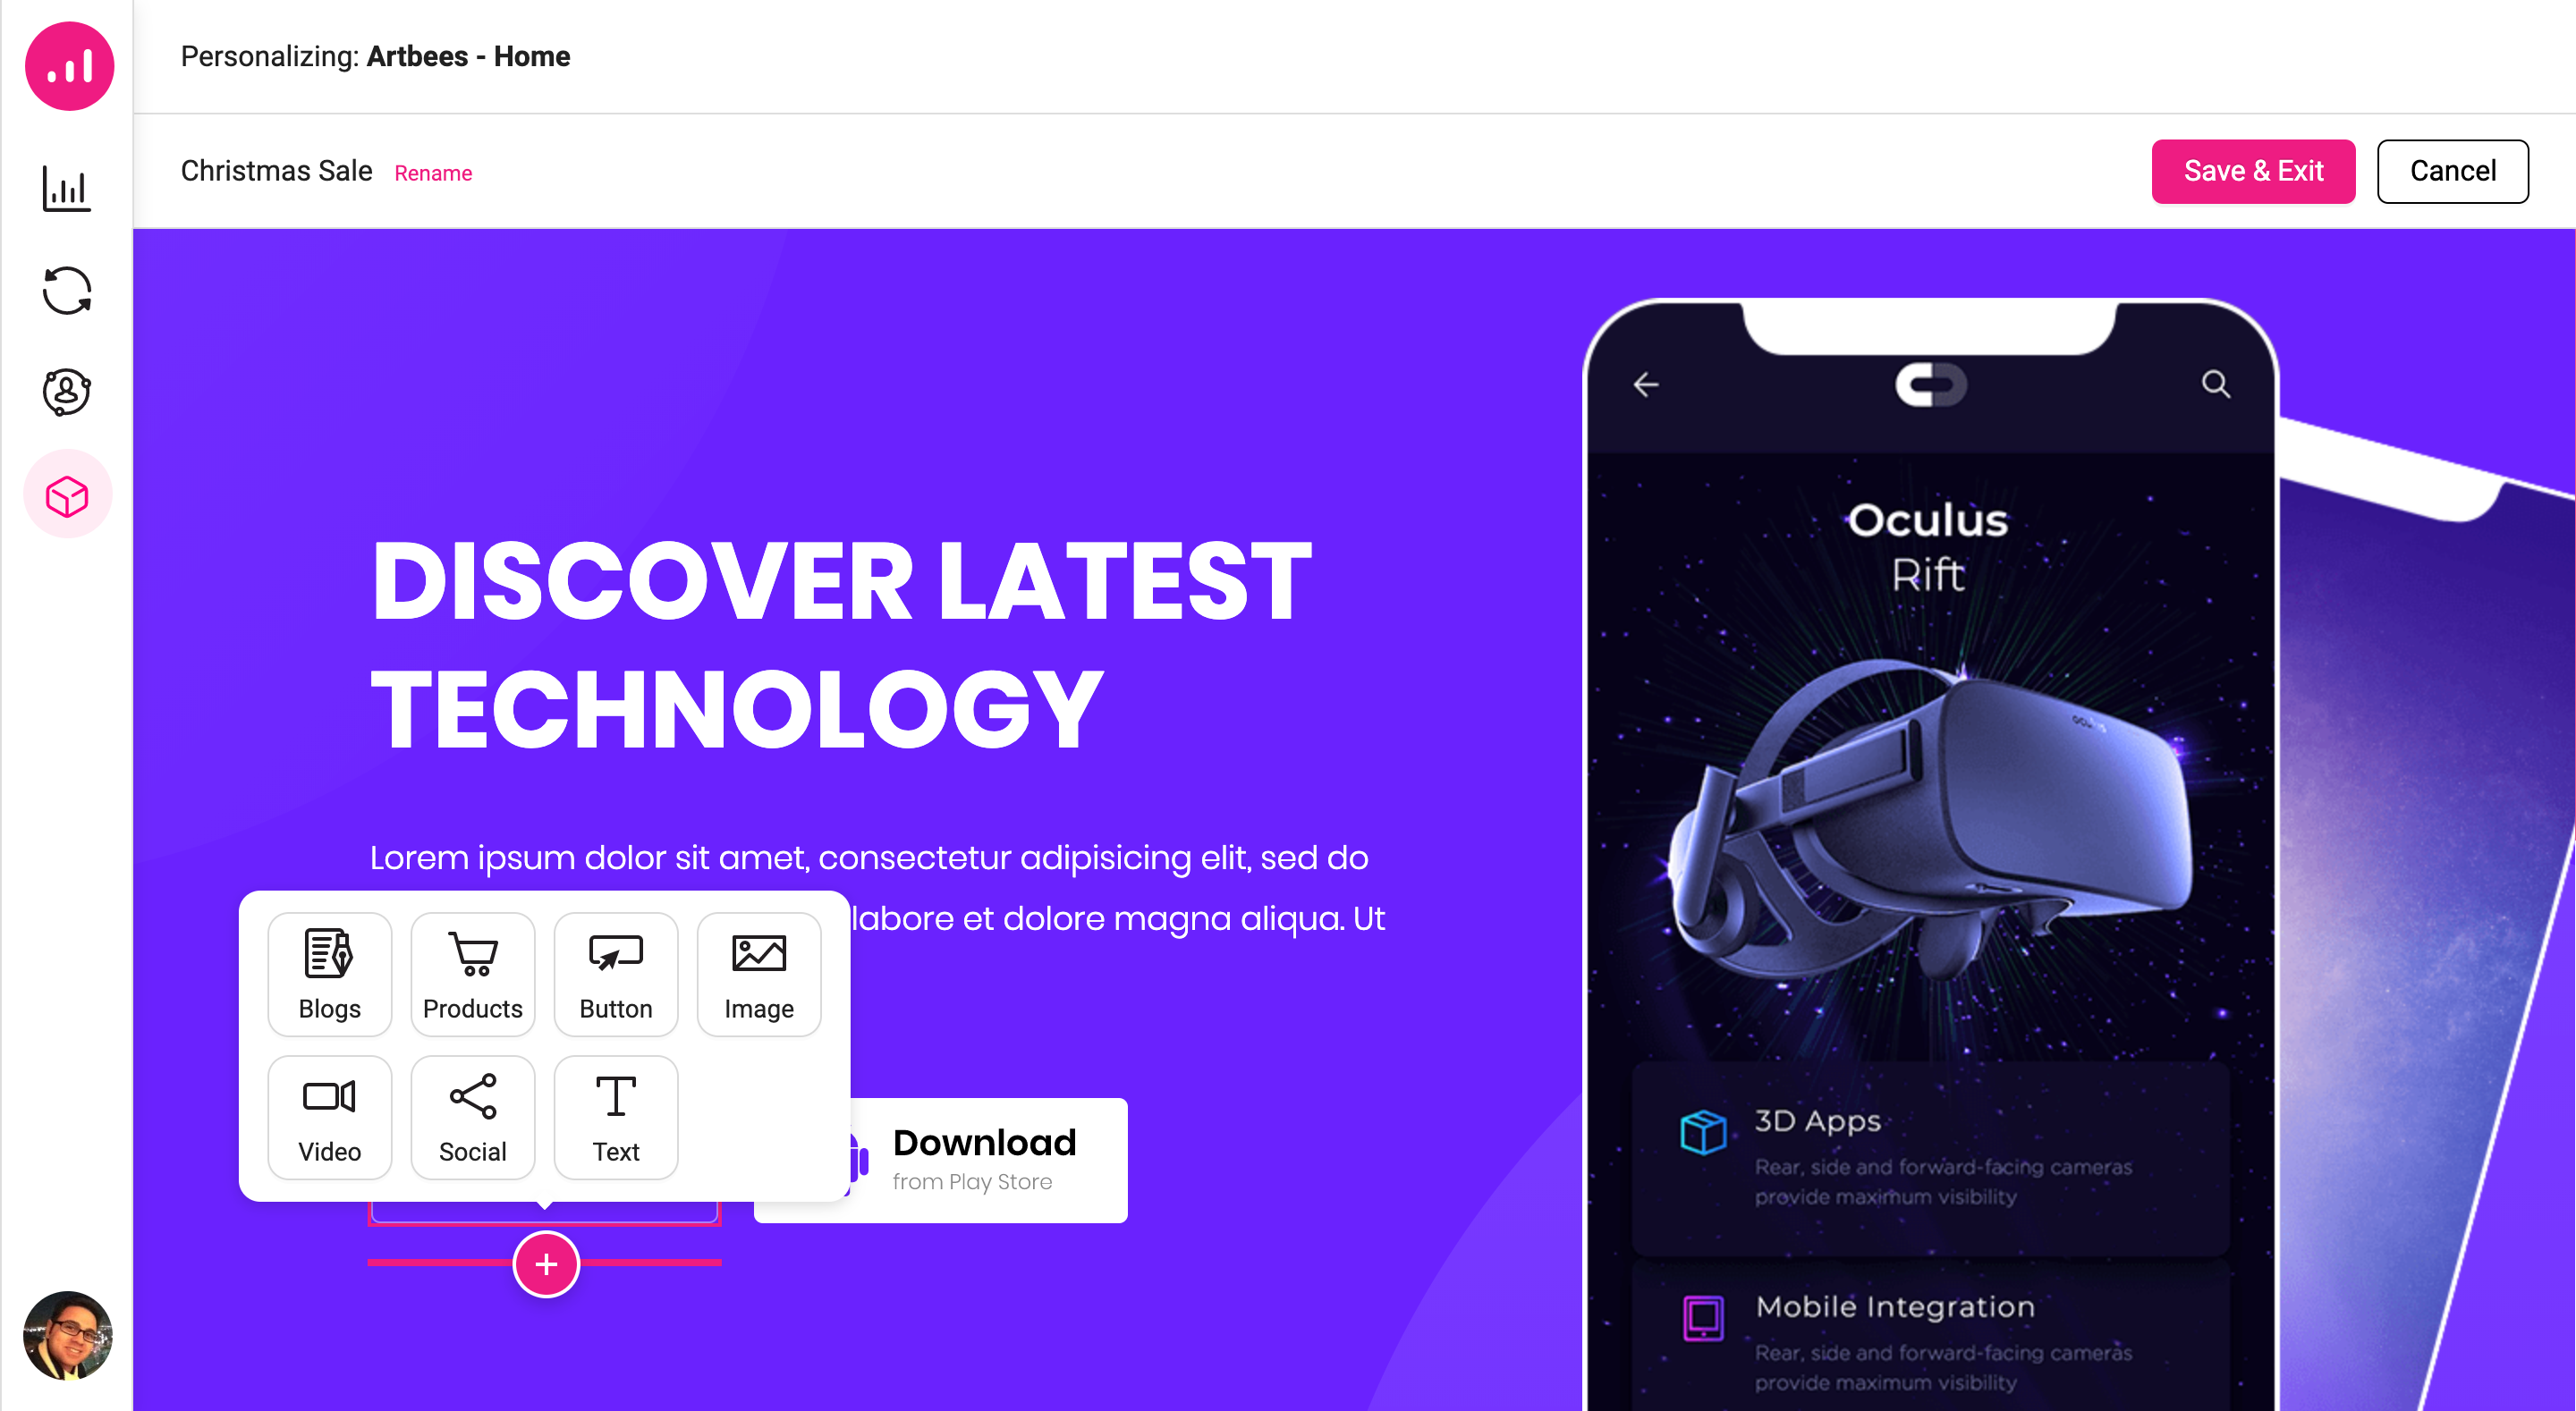 Personalizing: Artbees - Home
Christmas Sale Rename
Save & Exit
Cancel
DISCOVER LATEST
TECHNOLOGY
Lorem ipsum dolor sit amet, consectetur adipisicing elit, sed do
labore et dolore magna aliqua. Ut
Blogs
Products
Button
Image
Video
Social
Text
Download
from Play Store
Oculus
Rift
oculus
3D Apps
Rear, side and forward-facing cameras
provide maximum visibility
Mobile Integration
Rear, side and forward-facing cameras
provide maximum visibility